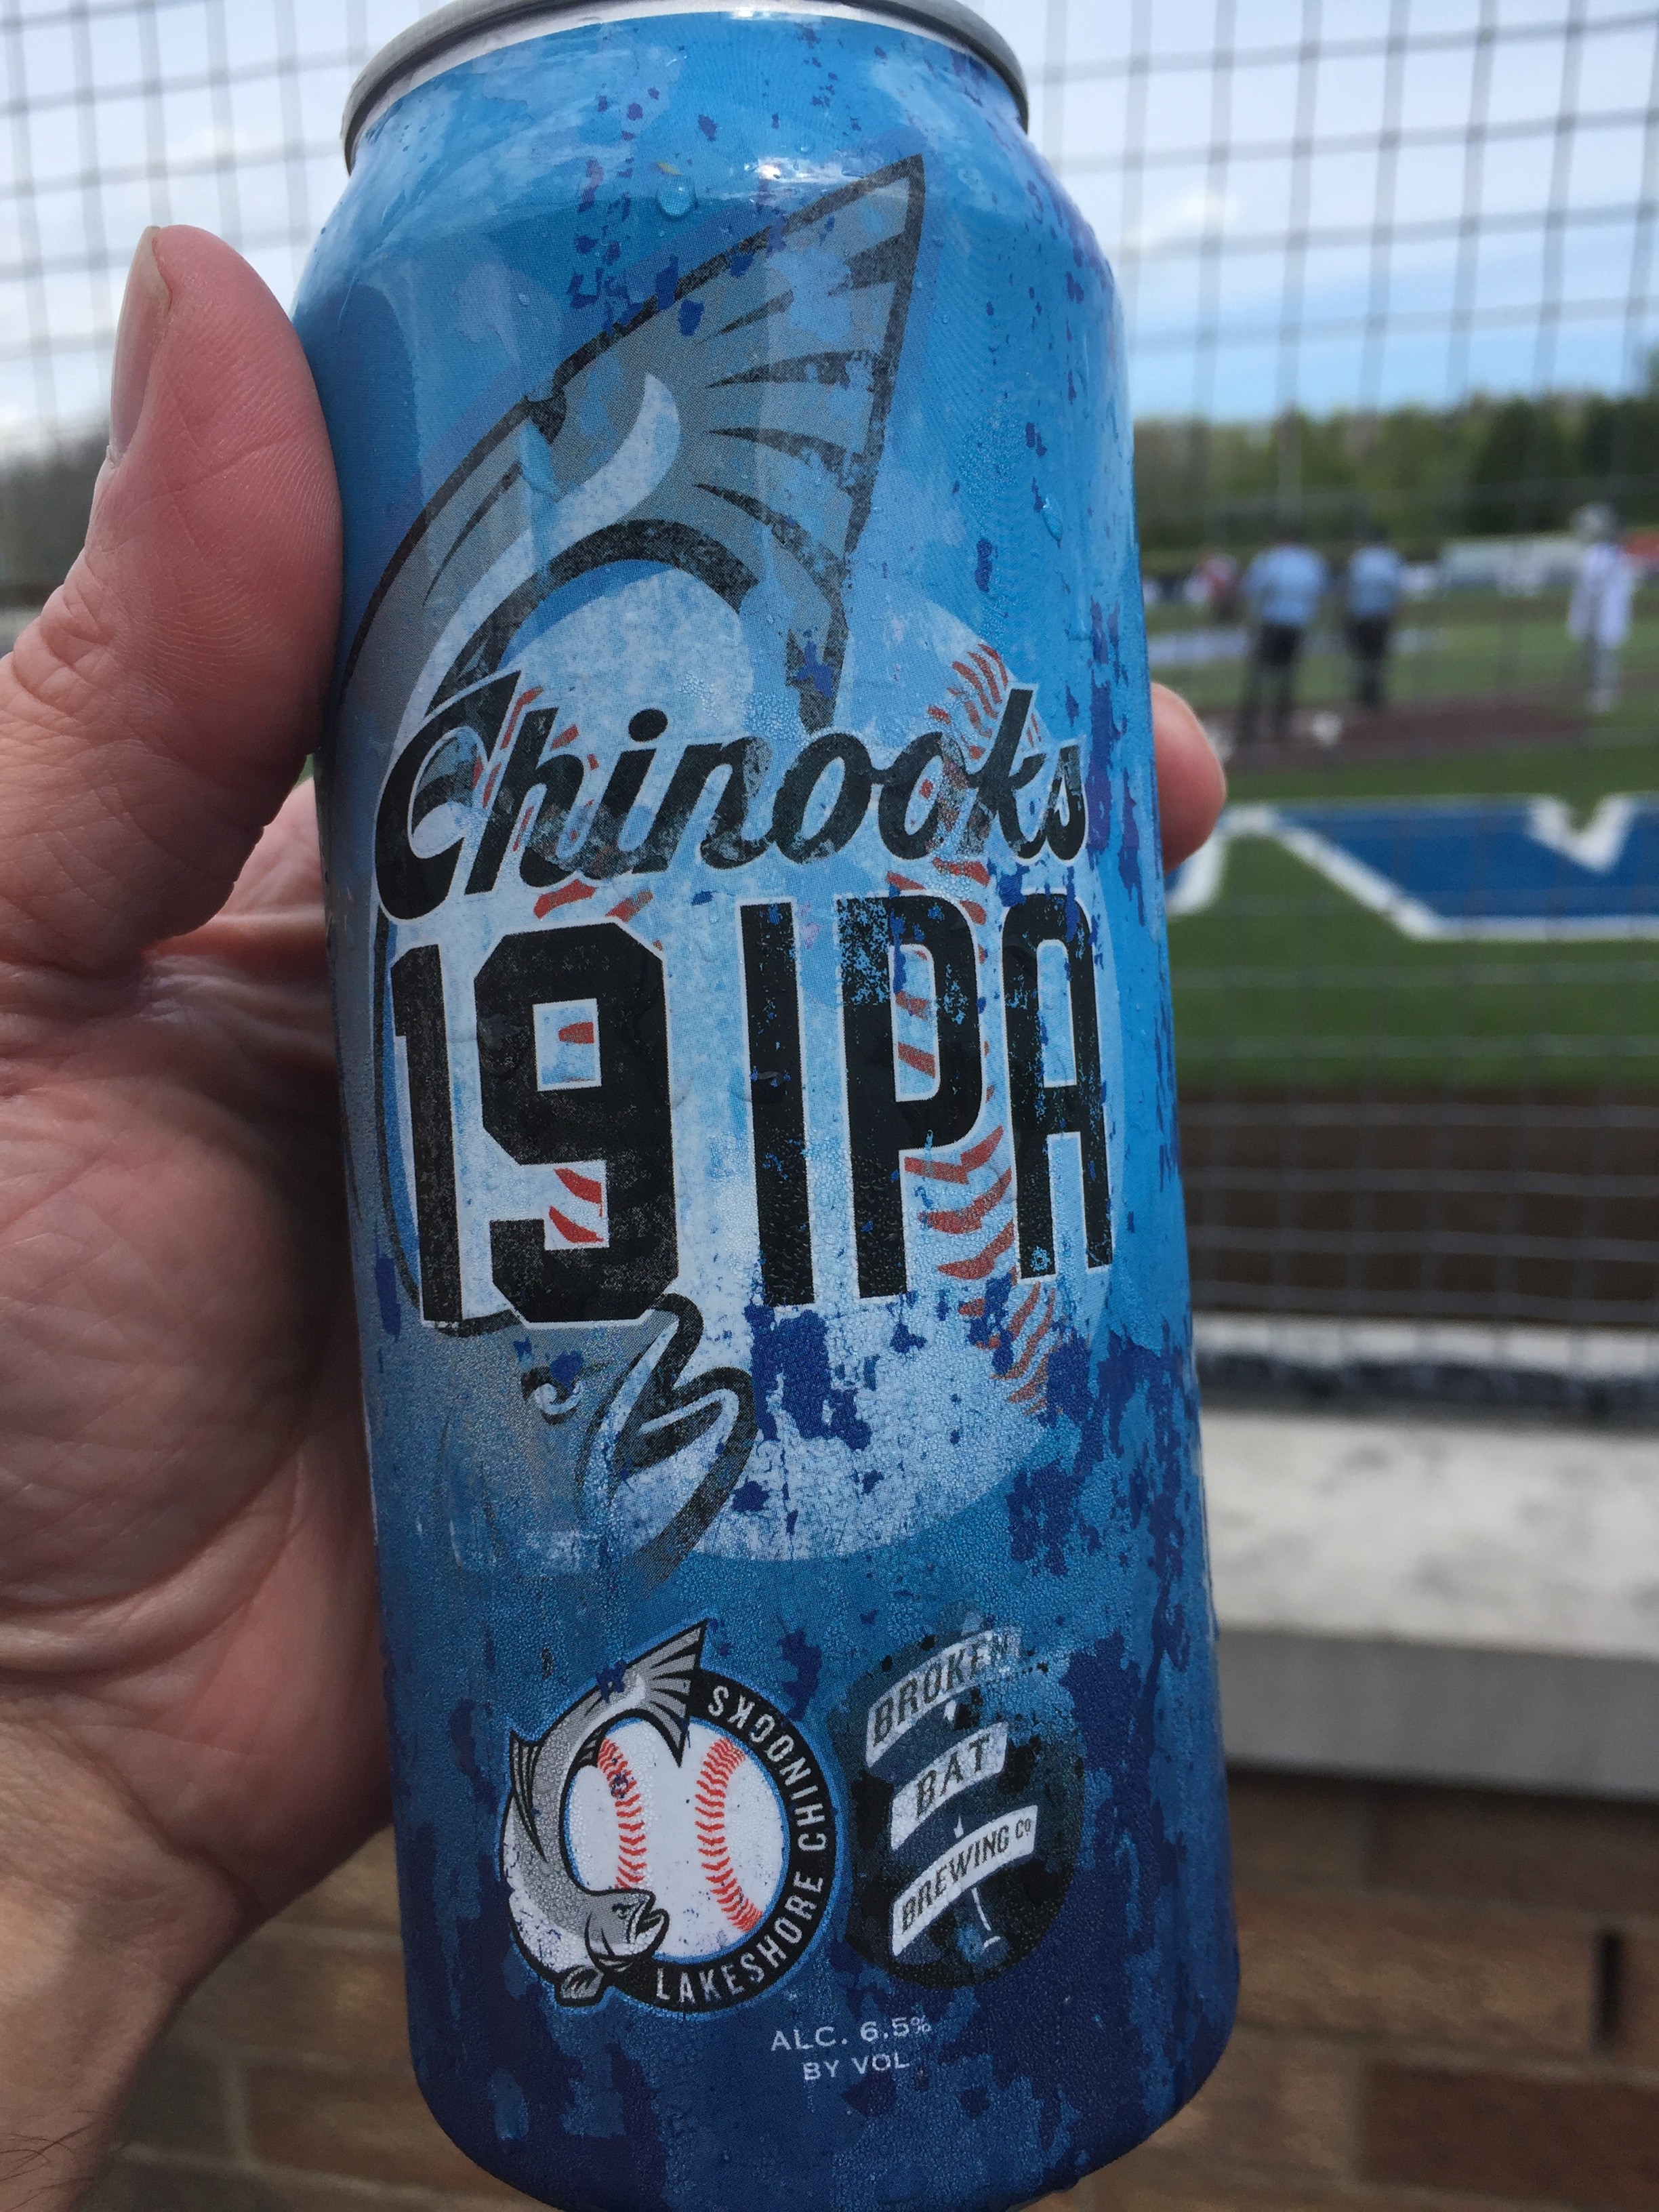 Chinooks
19 IPA
LAKESHORE CHINOOKS
BROKEN
BAT
BREWING CO
ALC. 6.5%
BY VOL